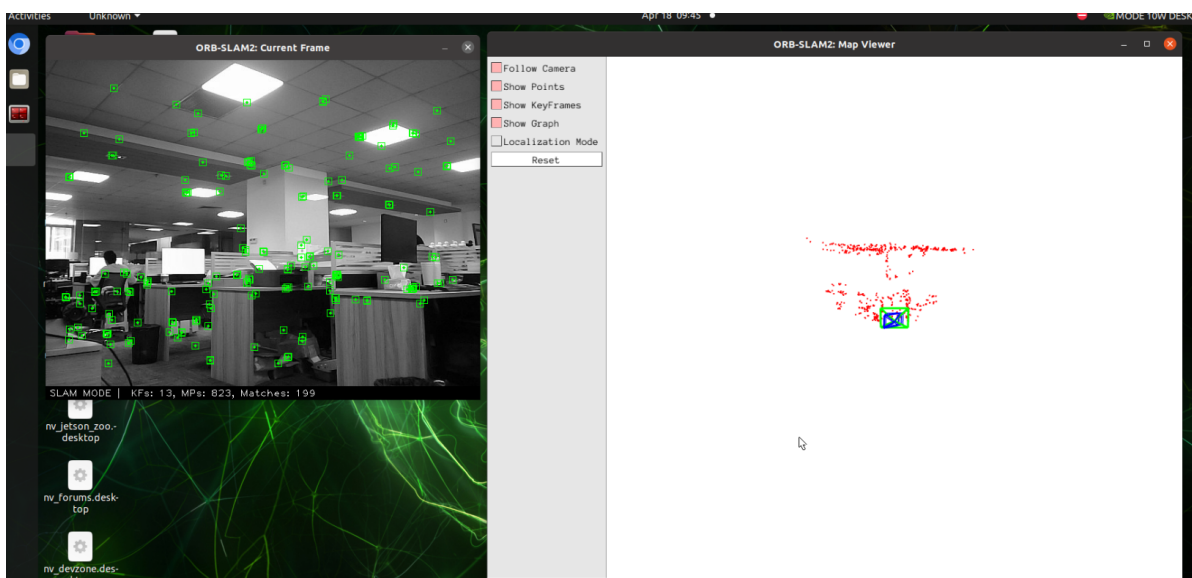 Activities
Unknown
Apr 18 09:45
MODE 10W DESK
ORB-SLAM2: Current Frame
ORB-SLAM2: Map Viewer
Follow Camera
Show Points
Show KeyFrames
Show Graph
Localization Mode
Reset
SLAM MODE | KFs: 13, MPs: 823, Matches: 199
nv_jetson_zoo.-
desktop
nv_forums.desk-
top
nv_devzone.des-